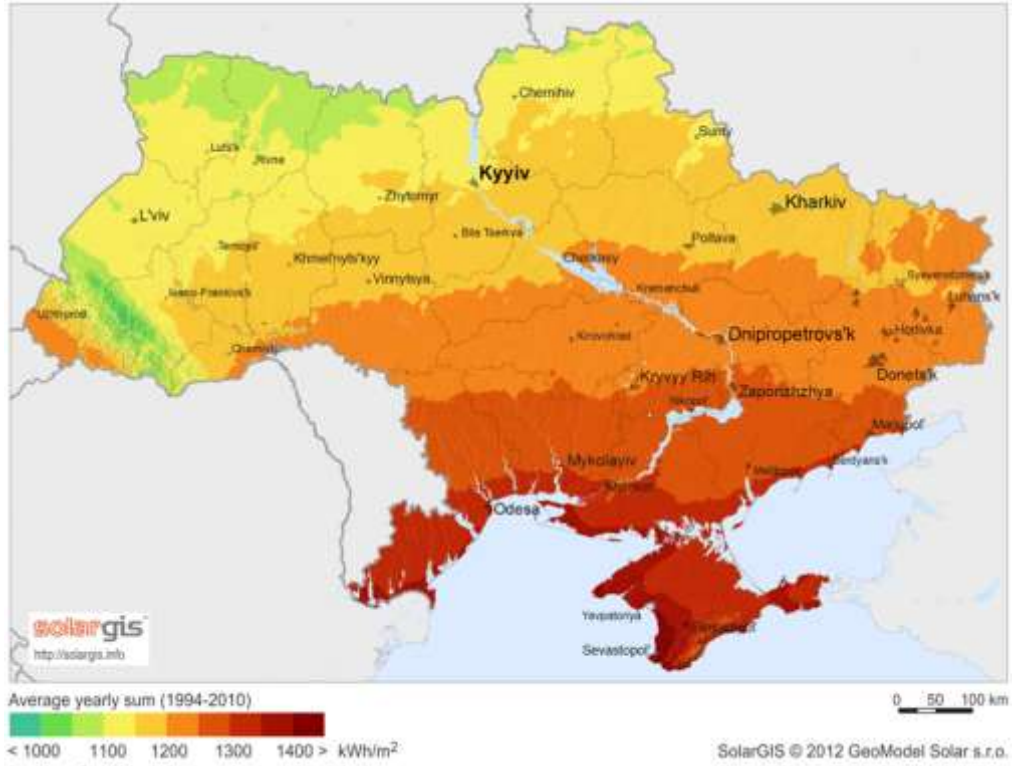 Chernihiv
Sumy
Luts'k
Rivne
Kyyiv
Zhytomyr
Kharkiv
L'viv
Bila Tserkva
Poltava
Ternopil'
Khmel'nyts'kyy
Cherkasy
Vinnytsya
Ivano-Frankivs'k
Kremenchuk
Luhans'k
Uzhhorod
Horlivka
Kirovohrad
Dnipropetrovs'k
Chernivtsi
Donets'k
Kryvyy Rih
Zaporizhzhya
Nikopol'
Mariupol'
Mykolayiv
Berdyans'k
Kherson
Odesa
Yevpatoriya
Sevastopol'
solargis
http://solargis.info
Average yearly sum (1994-2010)
0 50 100 km
< 1000 1100 1200 1300 1400 > kWh/m²
SolarGIS © 2012 GeoModel Solar s.r.o.